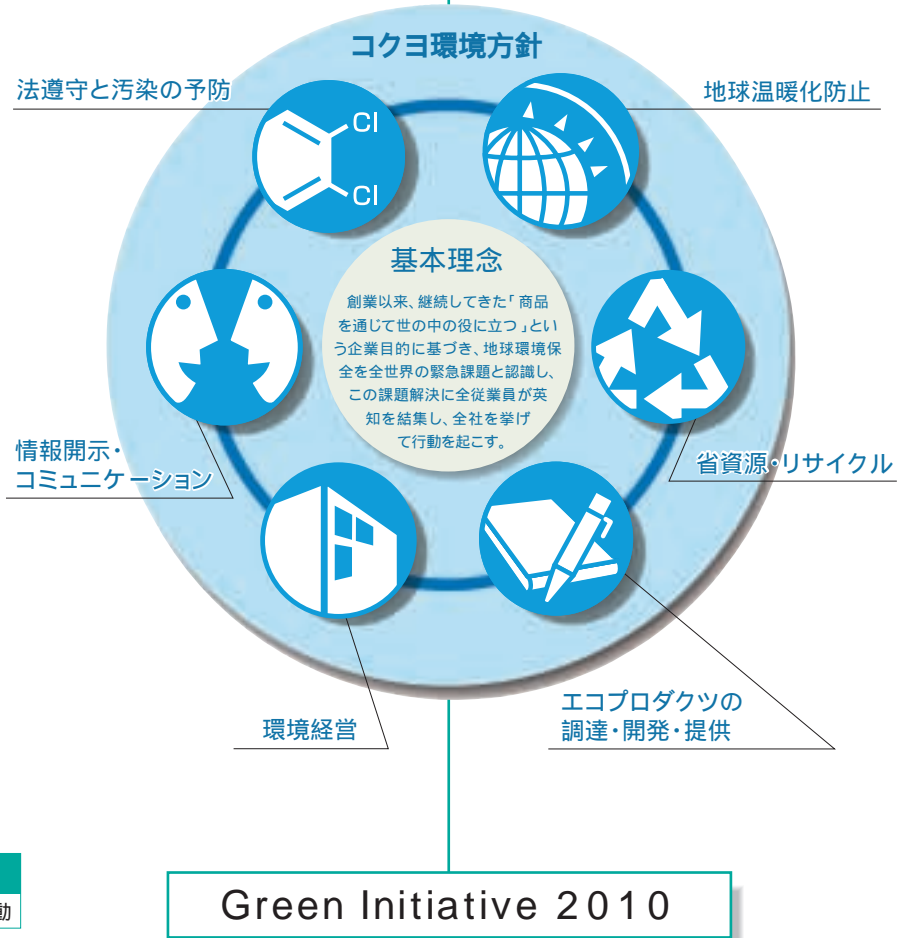 コクヨ環境方針
法遵守と汚染の予防
地球温暖化防止
Cl
Cl
基本理念
創業以来、継続してきた「商品
を通じて世の中の役に立つ」とい
う企業目的に基づき、地球環境保
全を全世界の緊急課題と認識し、
この課題解決に全従業員が英
知を結集し、全社を挙げ
て行動を起こす。
情報開示・
コミュニケーション
省資源・リサイクル
環境経営
エコプロダクツの
調達・開発・提供
動
Green Initiative 2010